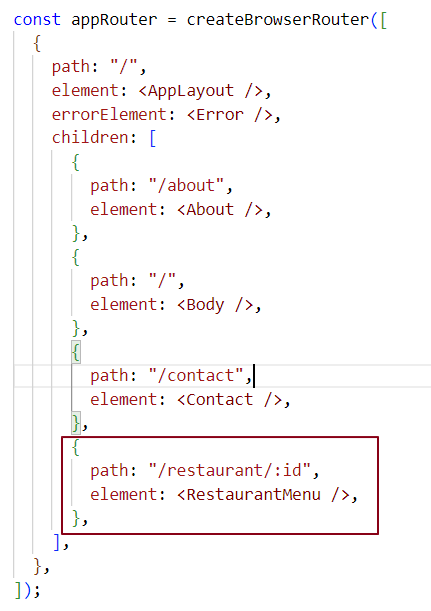 const appRouter = createBrowserRouter([
  {
    path: "/",
    element: <AppLayout />,
    errorElement: <Error />,
    children: [
      {
        path: "/about",
        element: <About />,
      },
      {
        path: "/",
        element: <Body />,
      },
      {
        path: "/contact",
        element: <Contact />,
      },
      {
        path: "/restaurant/:id",
        element: <RestaurantMenu />,
      },
    ],
  },
]);